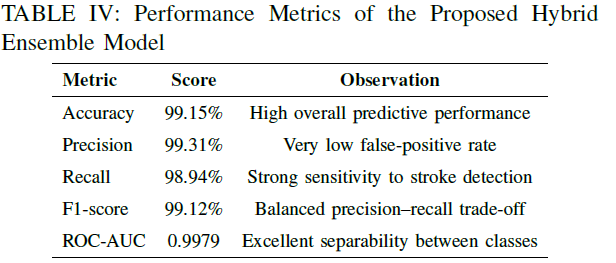 TABLE IV: Performance Metrics of the Proposed Hybrid
Ensemble Model
Metric Score Observation
Accuracy 99.15% High overall predictive performance
Precision 99.31% Very low false-positive rate
Recall 98.94% Strong sensitivity to stroke detection
F1-score 99.12% Balanced precision–recall trade-off
ROC-AUC 0.9979 Excellent separability between classes